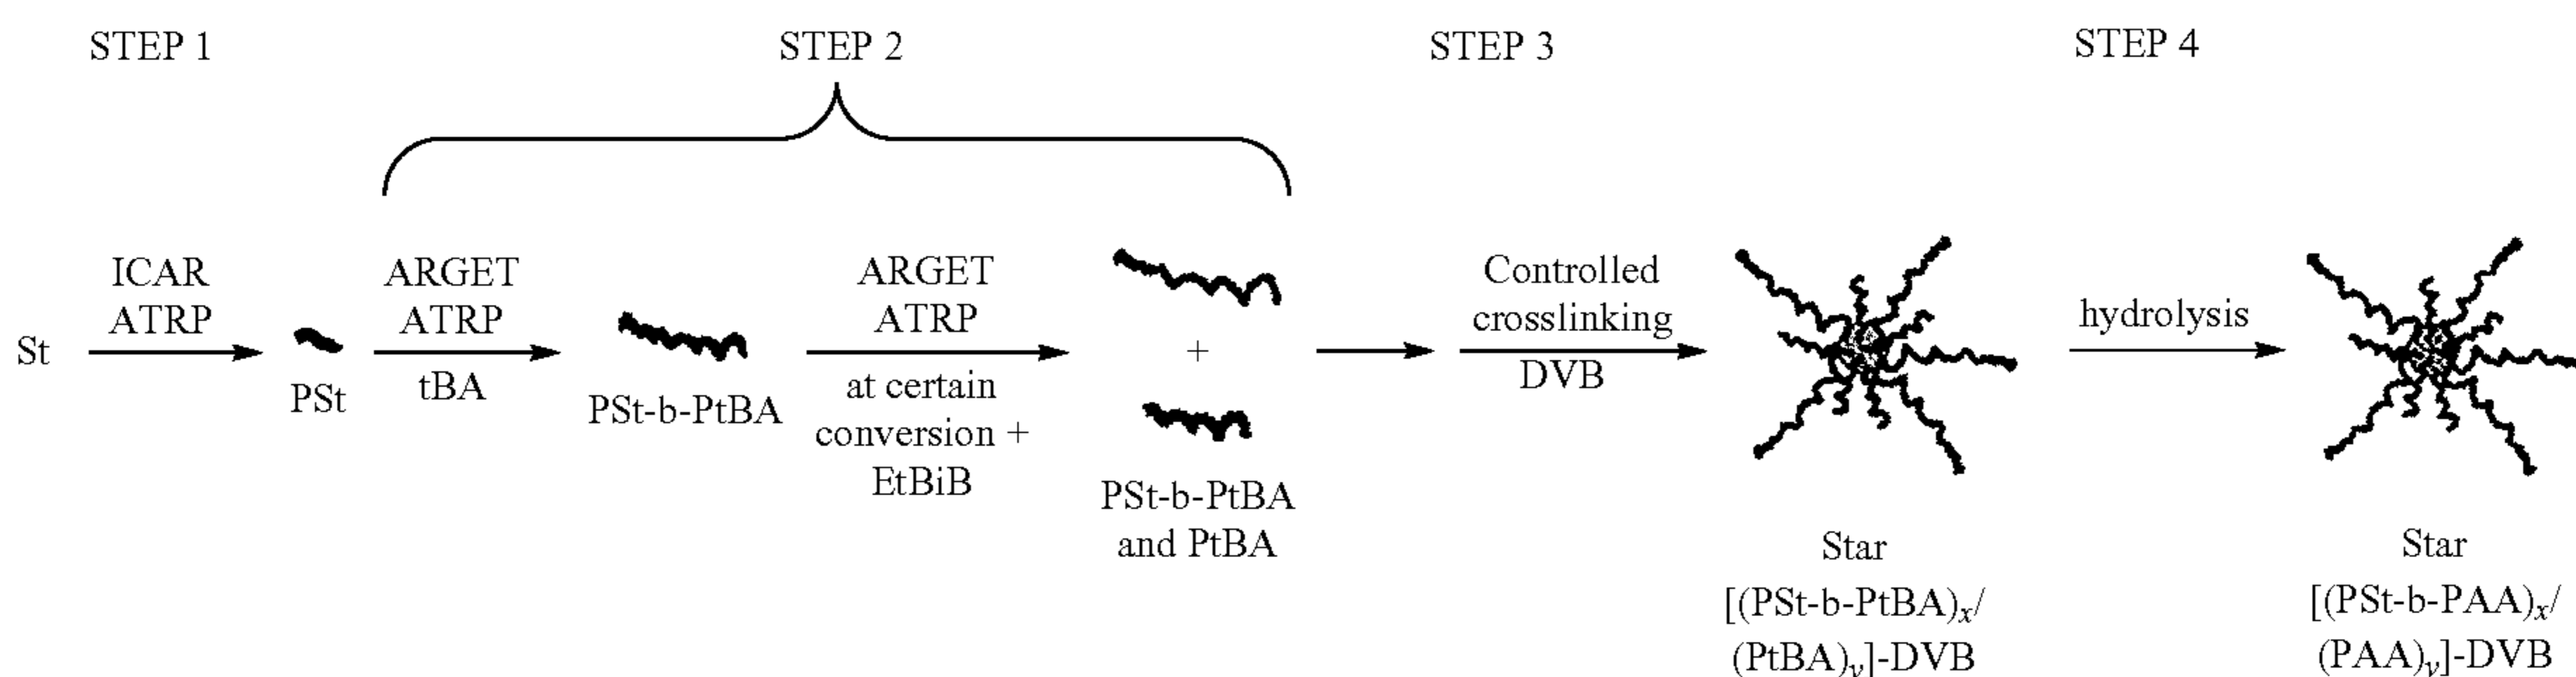 STEP 1
STEP 2
STEP 3
STEP 4
St
ICAR
ATRP
PSt
ARGET
ATRP
tBA
PSt-b-PtBA
ARGET
ATRP
at certain
conversion +
EtBiB
+
PSt-b-PtBA
and PtBA
Controlled
crosslinking
DVB
Star
[(PSt-b-PtBA)x/
(PtBA)y]-DVB
hydrolysis
Star
[(PSt-b-PAA)x/
(PAA)y]-DVB